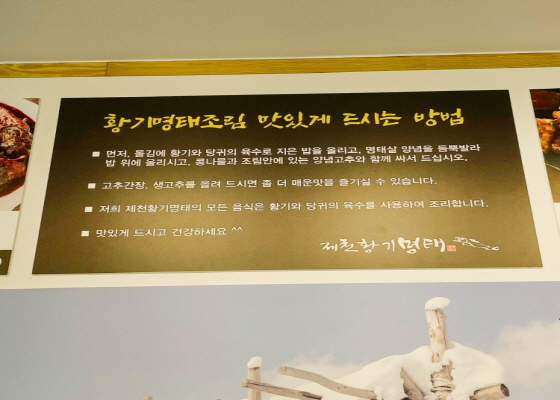 황기명태조림 맛있게 드시는 방법
■ 먼저, 돌김에 황기와 당귀의 육수로 지은 밥을 올리고, 명태살 양념을 듬뿍발라
밥 위에 올리시고, 콩나물과 조림안에 있는 양념고추와 함께 싸서 드십시오.
■ 고추간장, 생고추를 올려 드시면 좀 더 매운맛을 즐기실 수 있습니다.
■ 저희 제천황기명태의 모든 음식은 황기와 당귀의 육수를 사용하여 조리합니다.
■ 맛있게 드시고 건강하세요 ^^
제천황기명태